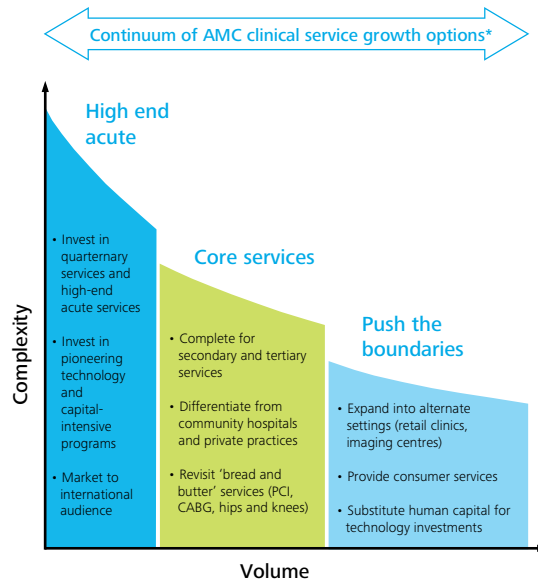 Continuum of AMC clinical service growth options*
High end
acute
• Invest in
quarternary
services and
high-end
acute services
• Invest in
pioneering
technology
and
capital-
intensive
programs
• Market to
international
audience
Core services
• Complete for
secondary and tertiary
services
• Differentiate from
community hospitals
and private practices
• Revisit ‘bread and
butter’ services (PCI,
CABG, hips and knees)
Push the
boundaries
• Expand into alternate
settings (retail clinics,
imaging centres)
• Provide consumer services
• Substitute human capital for
technology investments
Complexity
Volume